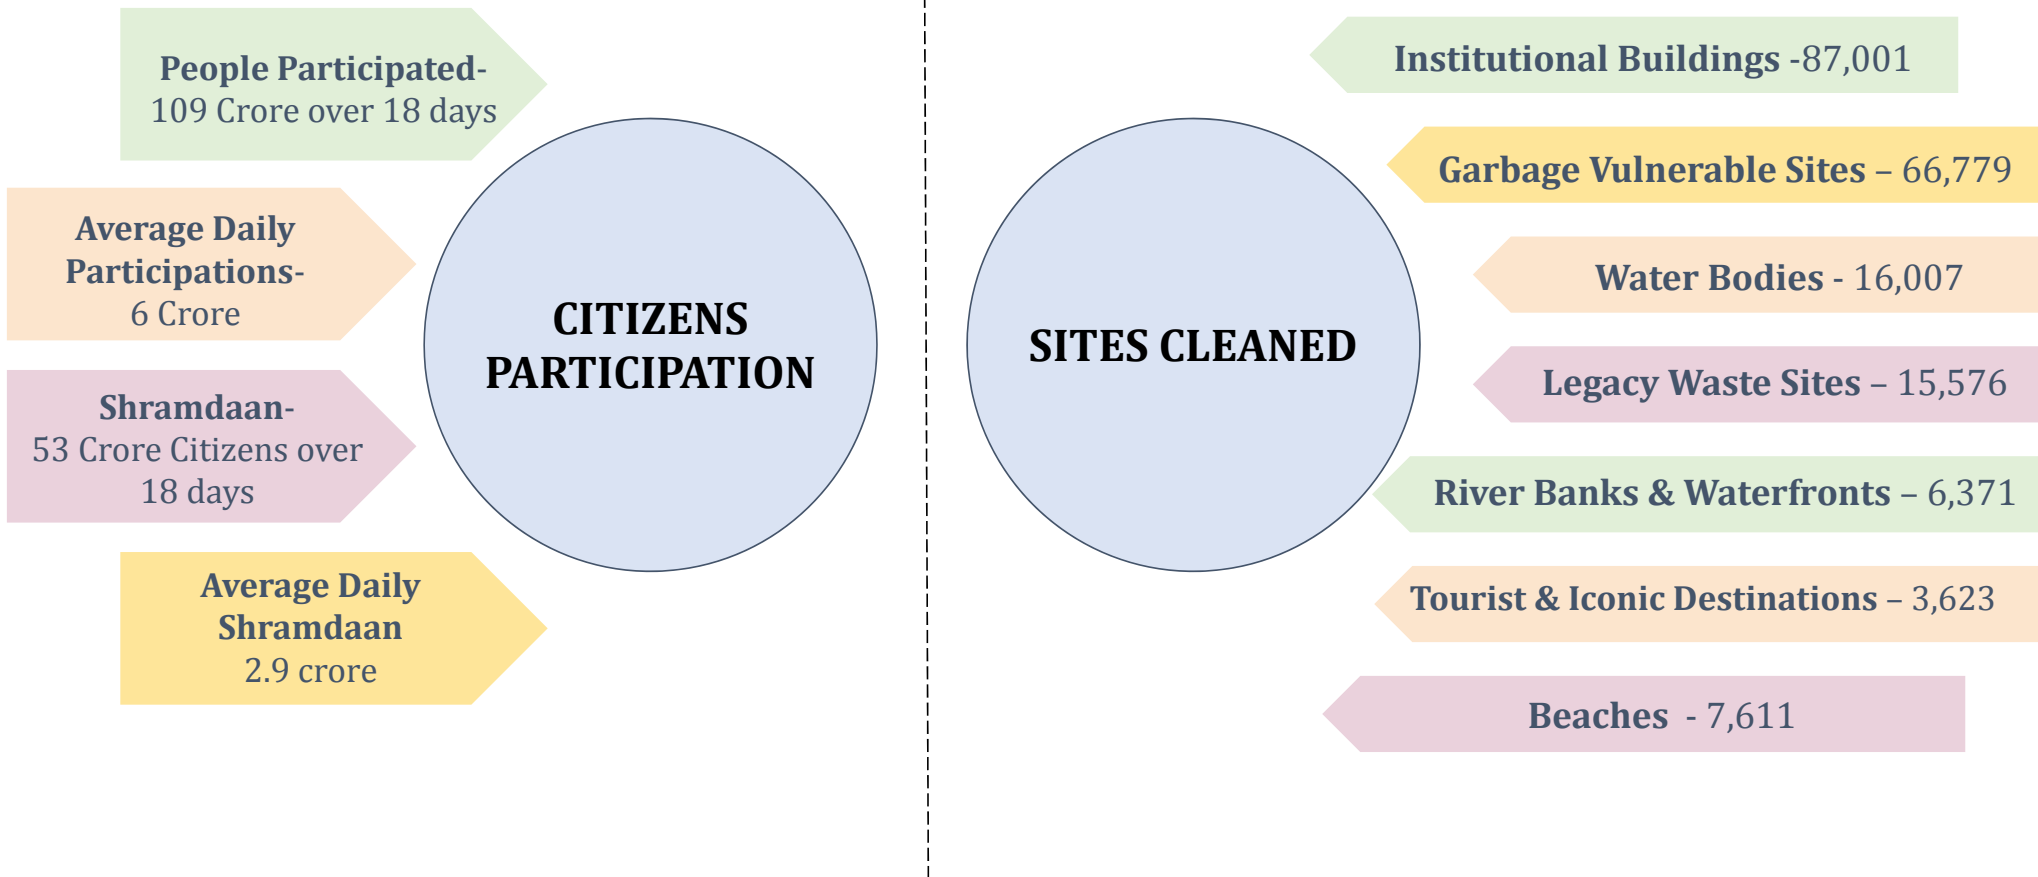 People Participated-
109 Crore over 18 days
Average Daily
Participations-
6 Crore
Shramdaan-
53 Crore Citizens over
18 days
Average Daily
Shramdaan
2.9 crore
CITIZENS
PARTICIPATION
SITES CLEANED
Institutional Buildings -87,001
Garbage Vulnerable Sites – 66,779
Water Bodies - 16,007
Legacy Waste Sites – 15,576
River Banks & Waterfronts – 6,371
Tourist & Iconic Destinations – 3,623
Beaches - 7,611